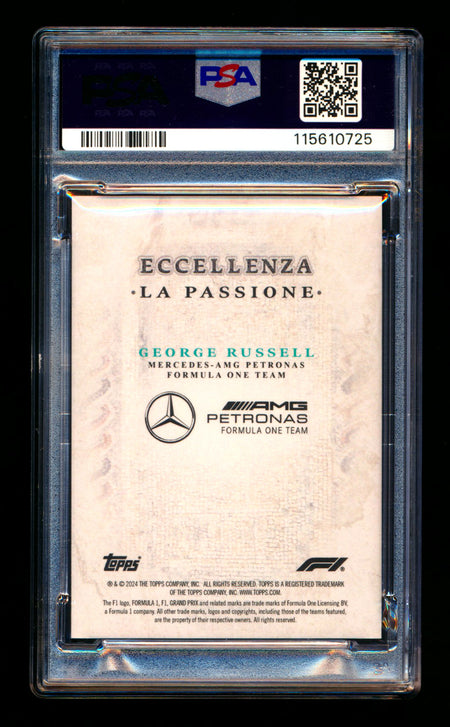 PSA
115610725
ECCELLENZA
·LA PASSIONE·
GEORGE RUSSELL
MERCEDES-AMG PETRONAS
FORMULA ONE TEAM
AMG
PETRONAS
FORMULA ONE TEAM
Topps
F1
® & © 2024 THE TOPPS COMPANY, INC. ALL RIGHTS RESERVED. TOPPS IS A REGISTERED TRADEMARK
OF THE TOPPS COMPANY, INC. WWW.TOPPS.COM.
The F1 logo, FORMULA 1, F1, GRAND PRIX and related marks are trade marks of Formula One Licensing BV,
a Formula 1 company. All other trade marks, logos and copyrights, including those of the teams featured,
are the property of their respective owners. All rights reserved.